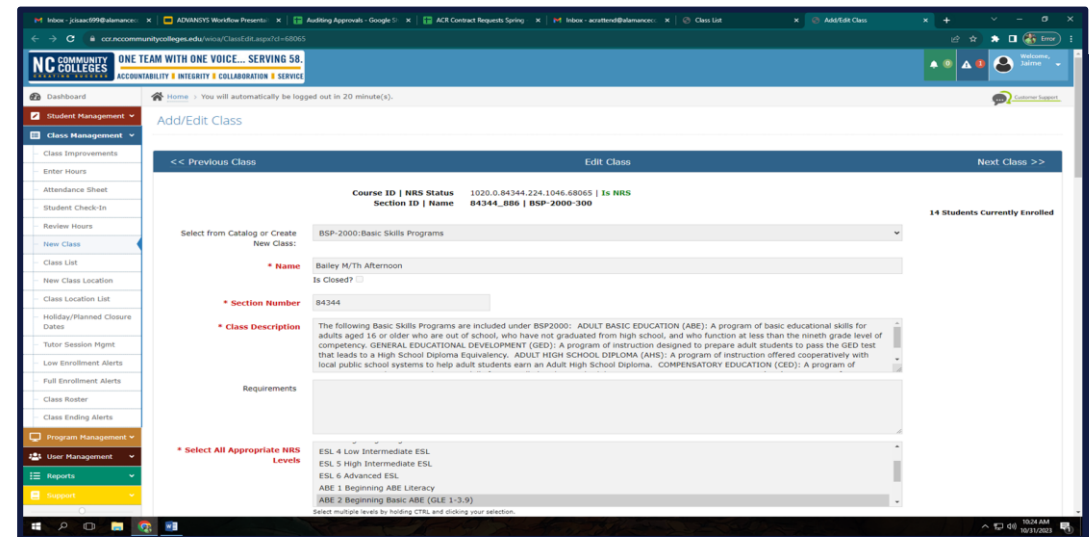 Inbox - jcisaac699@alamancec
ADVANSYS Workflow Presentat
Auditing Approvals - Google S
ACR Contract Requests Spring
Inbox - acrattend@alamancec
Class List
Add/Edit Class
ccr.nccommunitycolleges.edu/wioa/ClassEdit.aspx?cl=68065
Error
NC COMMUNITY COLLEGES
CREATING SUCCESS
ONE TEAM WITH ONE VOICE... SERVING 58.
ACCOUNTABILITY INTEGRITY COLLABORATION SERVICE
Welcome,
Jaime
Dashboard
Home > You will automatically be logged out in 20 minute(s).
Customer Support
Student Management
Add/Edit Class
Class Management
Class Improvements
Enter Hours
Attendance Sheet
Student Check-In
Review Hours
New Class
Class List
New Class Location
Class Location List
Holiday/Planned Closure
Dates
Tutor Session Mgmt
Low Enrollment Alerts
Full Enrollment Alerts
Class Roster
Class Ending Alerts
Program Management
User Management
Reports
Support
<< Previous Class
Edit Class
Next Class >>
Course ID | NRS Status 1020.0.84344.224.1046.68065 | Is NRS
Section ID | Name 84344_886 | BSP-2000-300
14 Students Currently Enrolled
Select from Catalog or Create
New Class:
BSP-2000:Basic Skills Programs
* Name
Bailey M/Th Afternoon
Is Closed?
* Section Number
84344
* Class Description
The following Basic Skills Programs are included under BSP2000: ADULT BASIC EDUCATION (ABE): A program of basic educational skills for
adults aged 16 or older who are out of school, who have not graduated from high school, and who function at less than the nineth grade level of
competency. GENERAL EDUCATIONAL DEVELOPMENT (GED): A program of instruction designed to prepare adult students to pass the GED test
that leads to a High School Diploma Equivalency. ADULT HIGH SCHOOL DIPLOMA (AHS): A program of instruction offered cooperatively with
local public school systems to help adult students earn an Adult High School Diploma. COMPENSATORY EDUCATION (CED): A program of
Requirements
* Select All Appropriate NRS
Levels
ESL 4 Low Intermediate ESL
ESL 5 High Intermediate ESL
ESL 6 Advanced ESL
ABE 1 Beginning ABE Literacy
ABE 2 Beginning Basic ABE (GLE 1-3.9)
Select multiple levels by holding CTRL and clicking your selection.
10:24 AM
10/31/2023